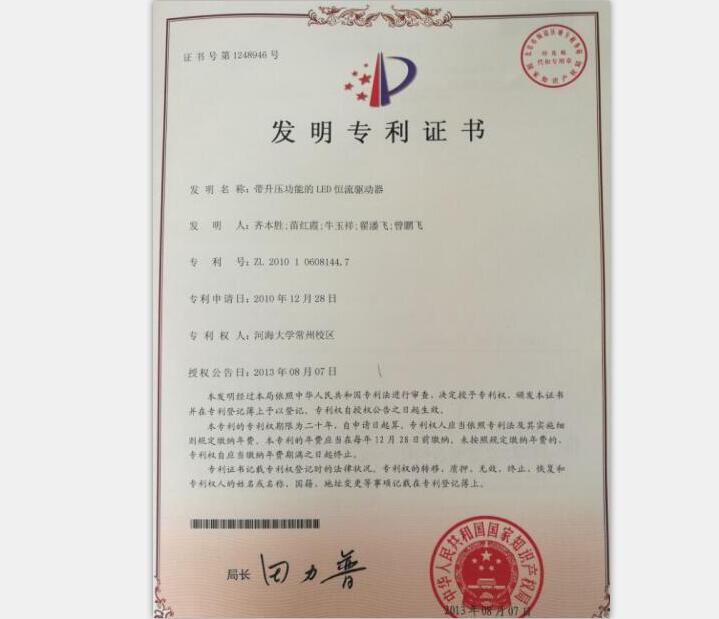 证书号第1248946号
发明专利证书
发明名称：带升压功能的LED恒流驱动器
发明人：齐本胜;苗红霞;牛玉祥;翟潘飞;曾鹏飞
专利号：ZL 2010 1 0608144.7
专利申请日：2010年12月28日
专利权人：河海大学常州校区
授权公告日：2013年08月07日
本发明经过本局依照中华人民共和国专利法进行审查，决定授予专利权，颁发本证书
并在专利登记簿上予以登记。专利权自授权公告之日起生效。
本专利的专利权期限为二十年，自申请日起算。专利权人应当依照专利法及其实施细
则规定缴纳年费。本专利的年费应当在每年12月28日前缴纳。未按照规定缴纳年费的，
专利权自应当缴纳年费期满之日起终止。
专利证书记载专利权登记时的法律状况。专利权的转移、质押、无效、终止、恢复和
专利权人的姓名或名称、国籍、地址变更等事项记载在专利登记簿上。
局长 田力普
中华人民共和国国家知识产权局
2013年08月07日